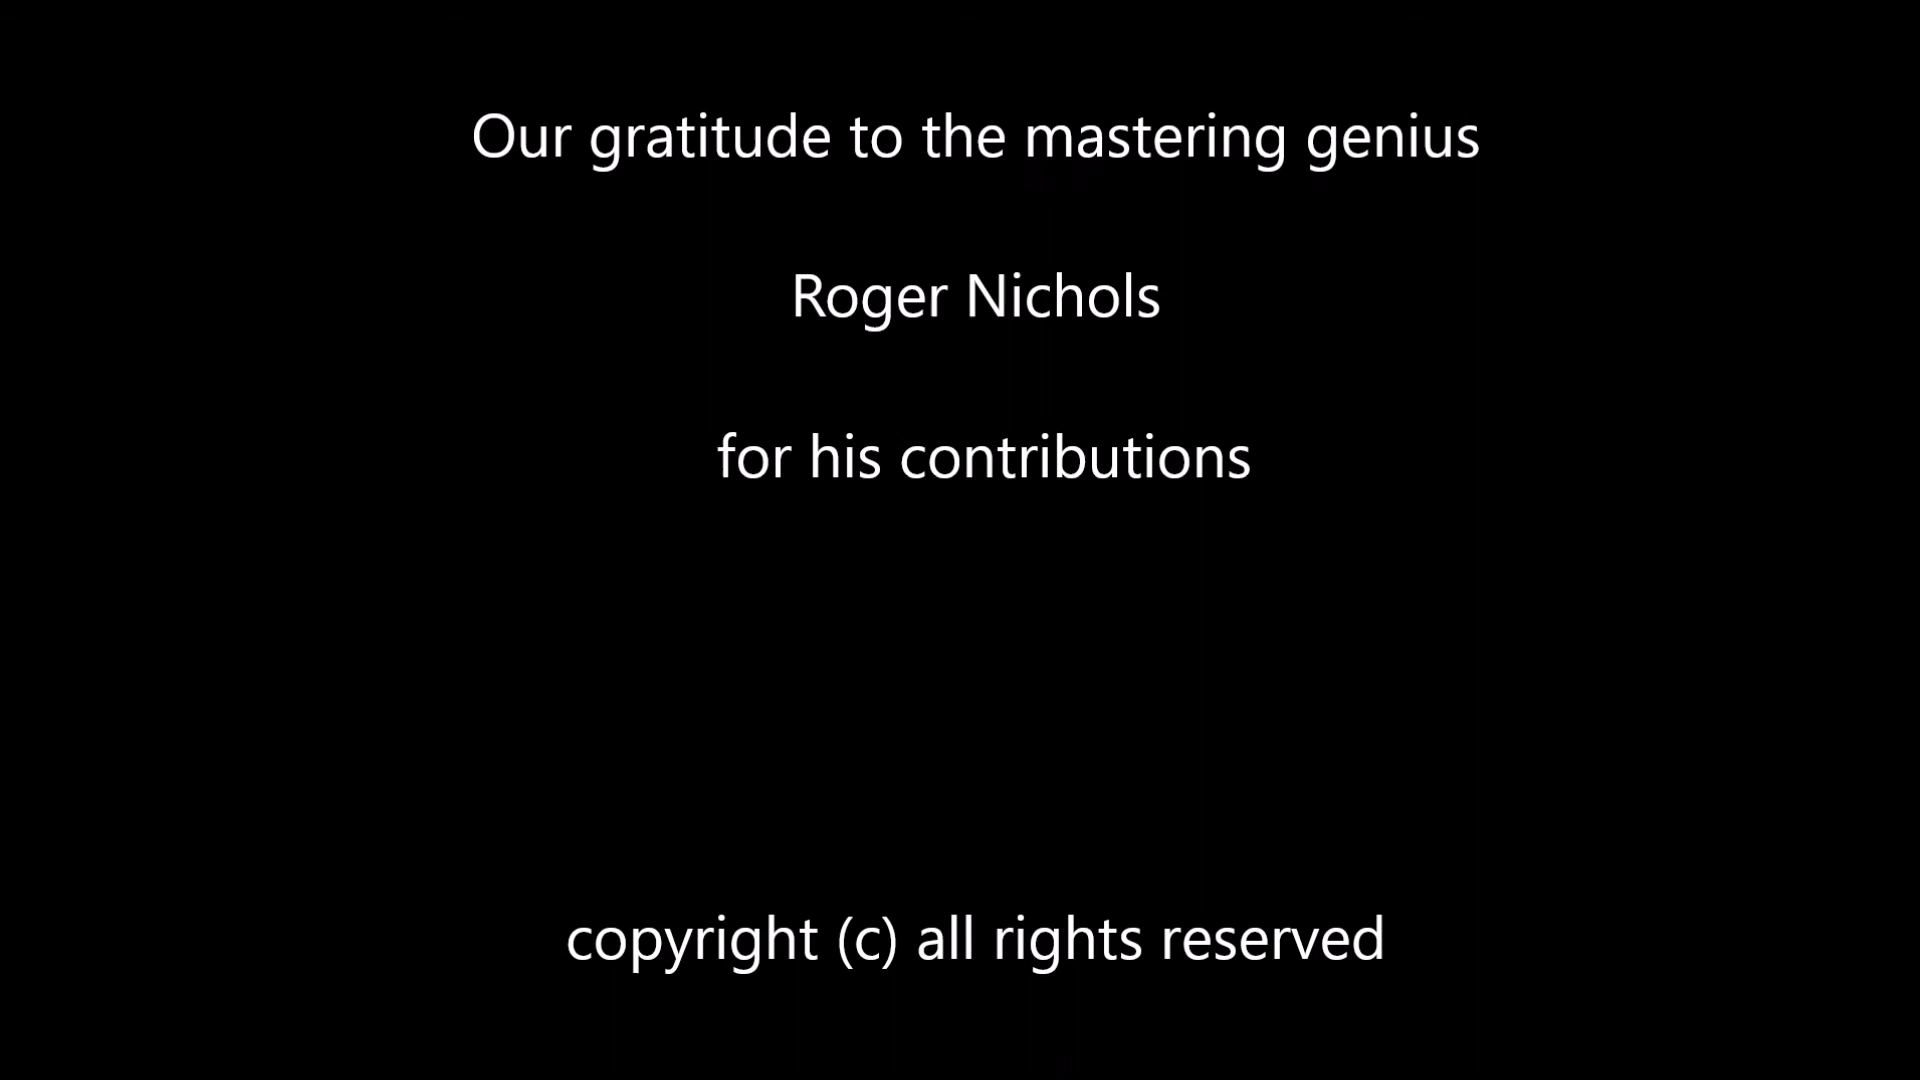 Our gratitude to the mastering genius
Roger Nichols
for his contributions
copyright (c) all rights reserved